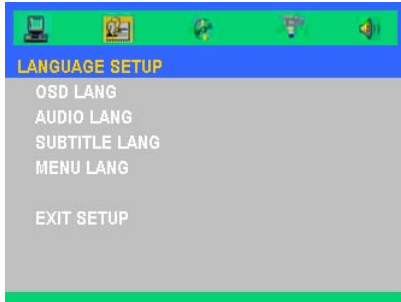 LANGUAGE SETUP
OSD LANG
AUDIO LANG
SUBTITLE LANG
MENU LANG
EXIT SETUP